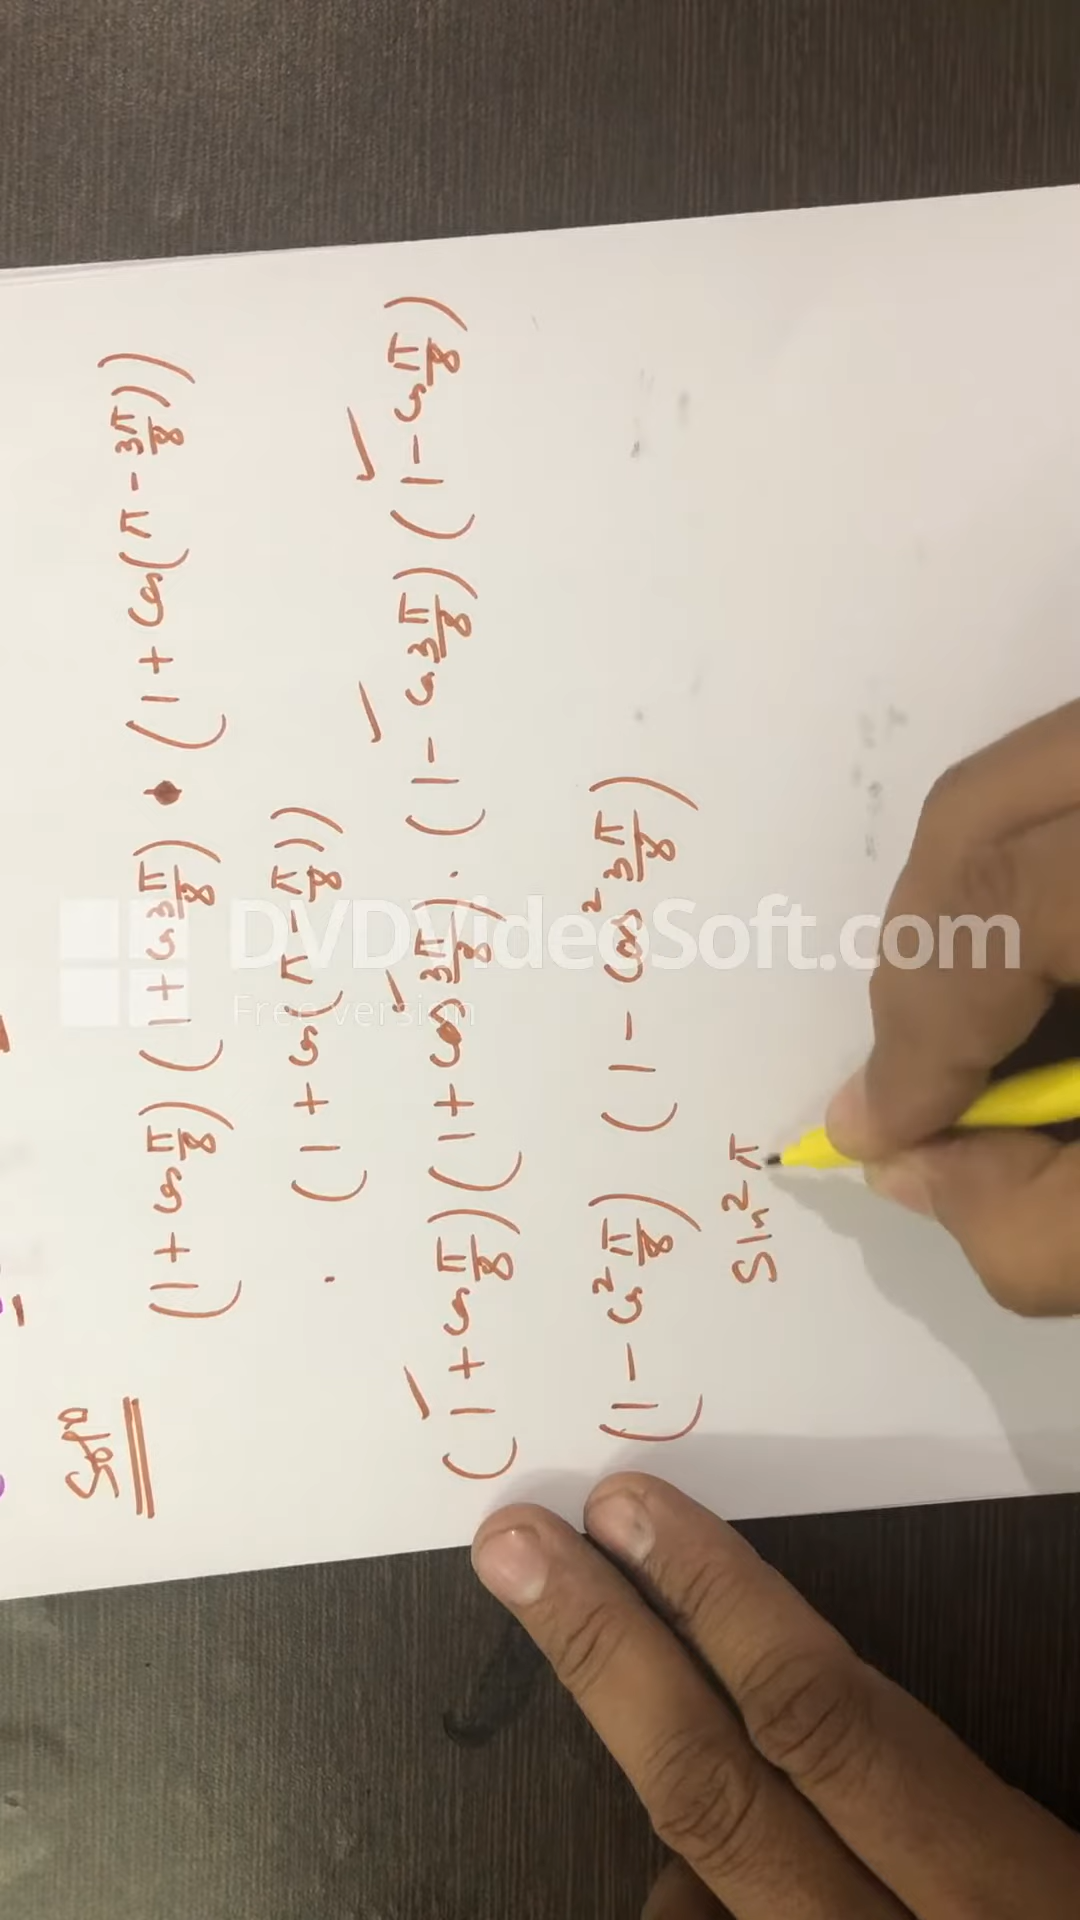 Soln
(1 + cos π/8) (1 + cos 3π/8) • (1 + cos(π - 3π/8))
· (1 + cos(π - π/8))
(1 + cos π/8) (1 + cos 3π/8) · (1 - cos 3π/8) (1 - cos π/8)
(1 - cos² π/8) (1 - cos² 3π/8)
Sin² π
DVDVideoSoft.com
Free version